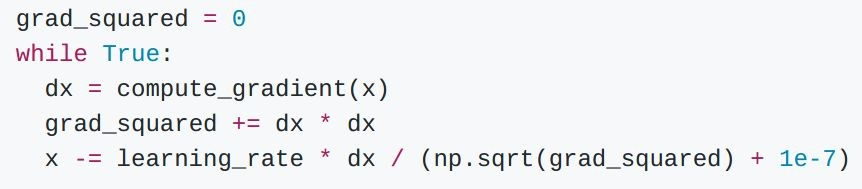 grad_squared = 0
while True:
  dx = compute_gradient(x)
  grad_squared += dx * dx
  x -= learning_rate * dx / (np.sqrt(grad_squared) + 1e-7)